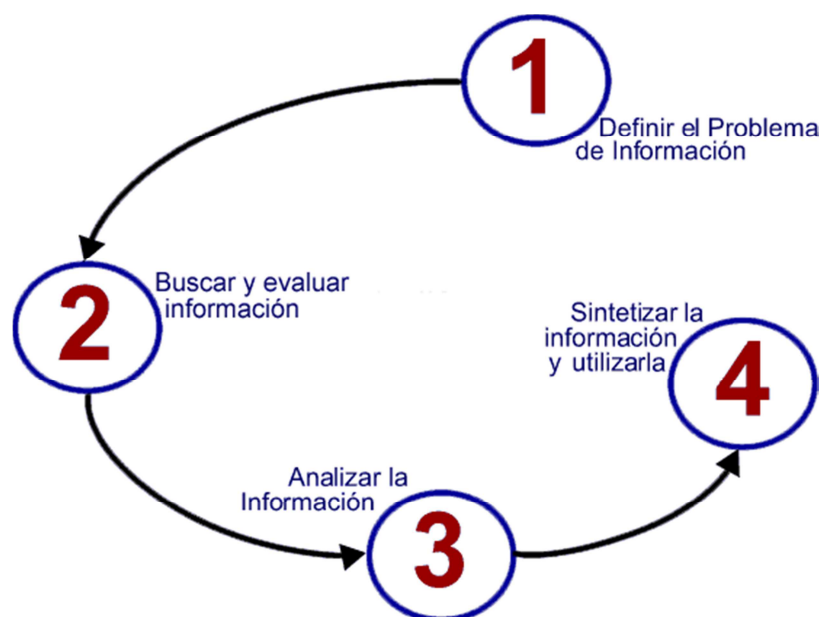 1
Definir el Problema
de Información
2
Buscar y evaluar
información
3
Analizar la
Información
4
Sintetizar la
información
y utilizarla